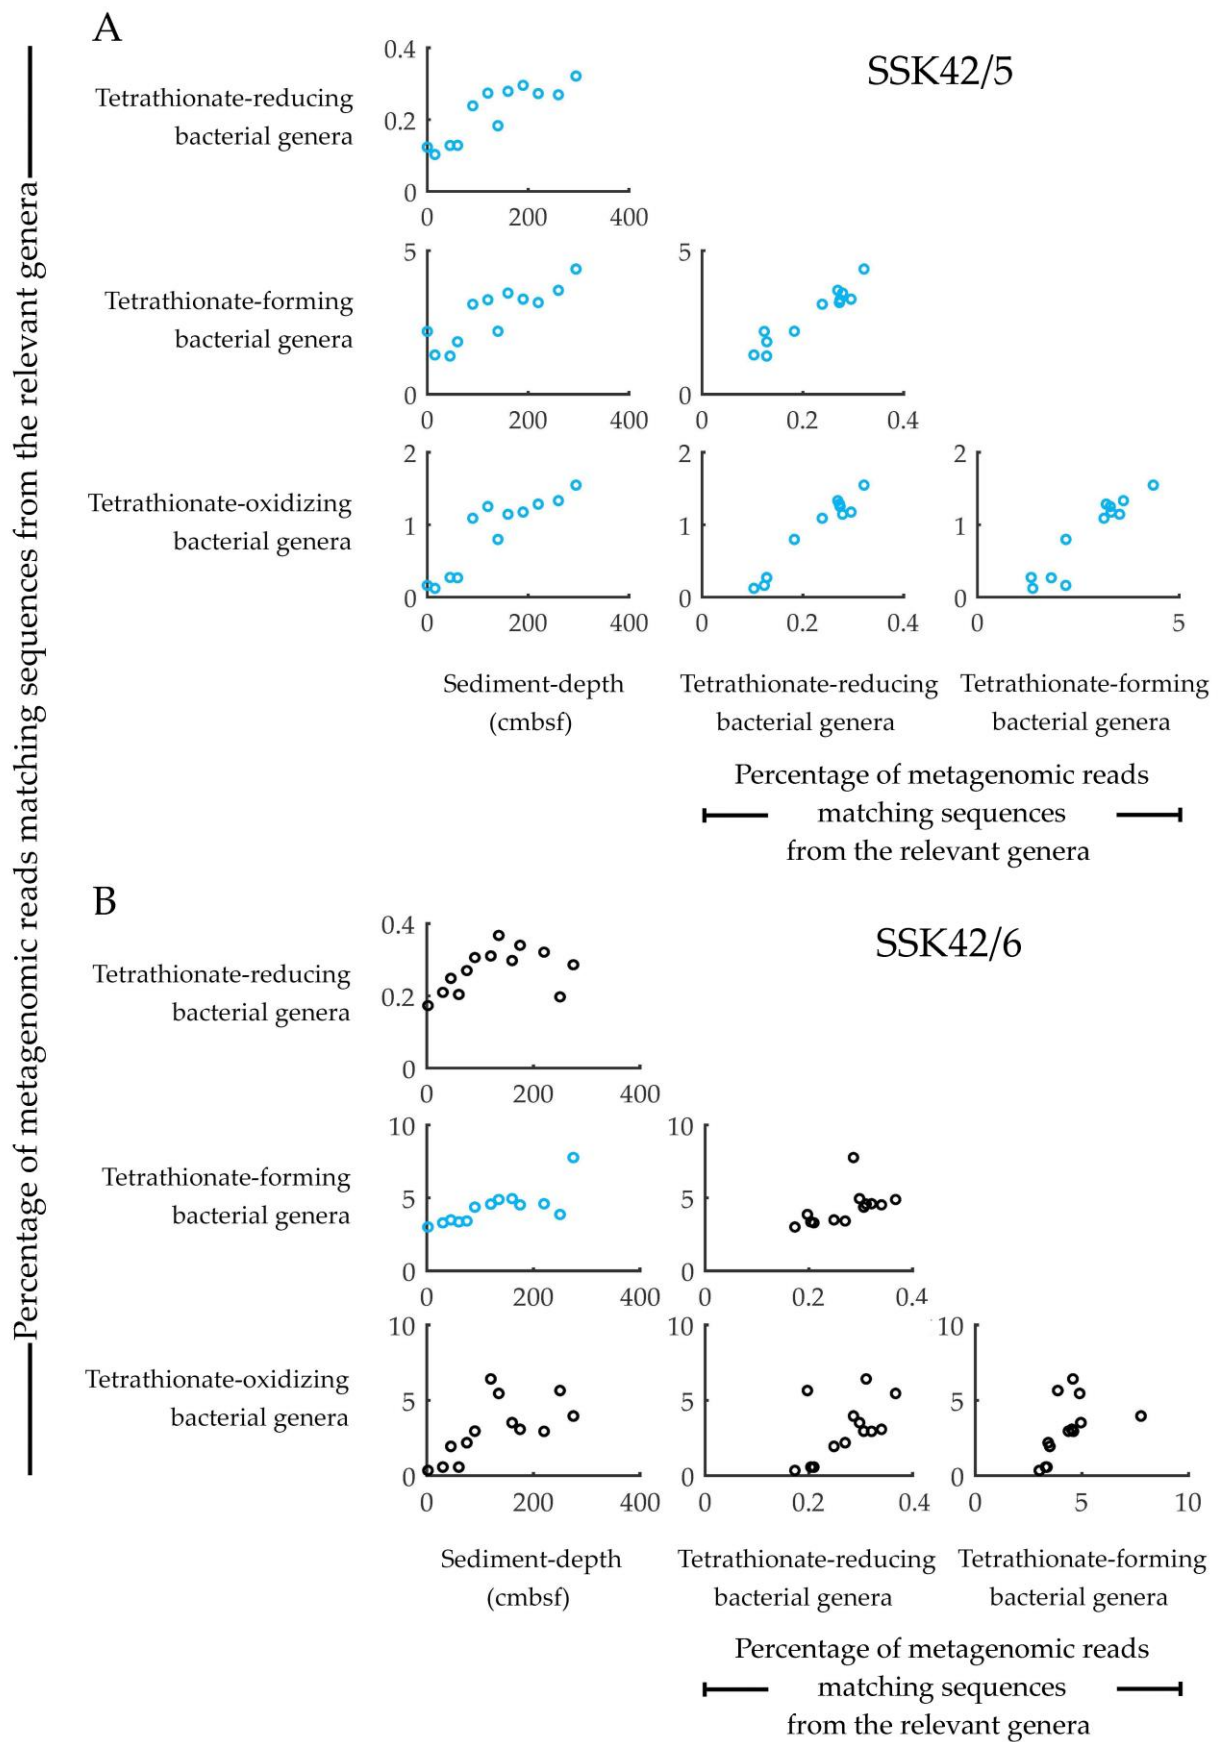 A
SSK42/5
Percentage of metagenomic reads matching sequences from the relevant genera
Tetrathionate-reducing
bacterial genera
0.4
0.2
0
0 200 400
Tetrathionate-forming
bacterial genera
5
0
0 200 400
5
0
0 0.2 0.4
Tetrathionate-oxidizing
bacterial genera
2
1
0
0 200 400
2
1
0
0 0.2 0.4
2
1
0
0 5
Sediment-depth
(cmbsf)
Tetrathionate-reducing
bacterial genera
Tetrathionate-forming
bacterial genera
Percentage of metagenomic reads
matching sequences
from the relevant genera
B
SSK42/6
Tetrathionate-reducing
bacterial genera
0.4
0.2
0
0 200 400
Tetrathionate-forming
bacterial genera
10
5
0
0 200 400
10
5
0
0 0.2 0.4
Tetrathionate-oxidizing
bacterial genera
10
5
0
0 200 400
10
5
0
0 0.2 0.4
10
5
0
0 5 10
Sediment-depth
(cmbsf)
Tetrathionate-reducing
bacterial genera
Tetrathionate-forming
bacterial genera
Percentage of metagenomic reads
matching sequences
from the relevant genera